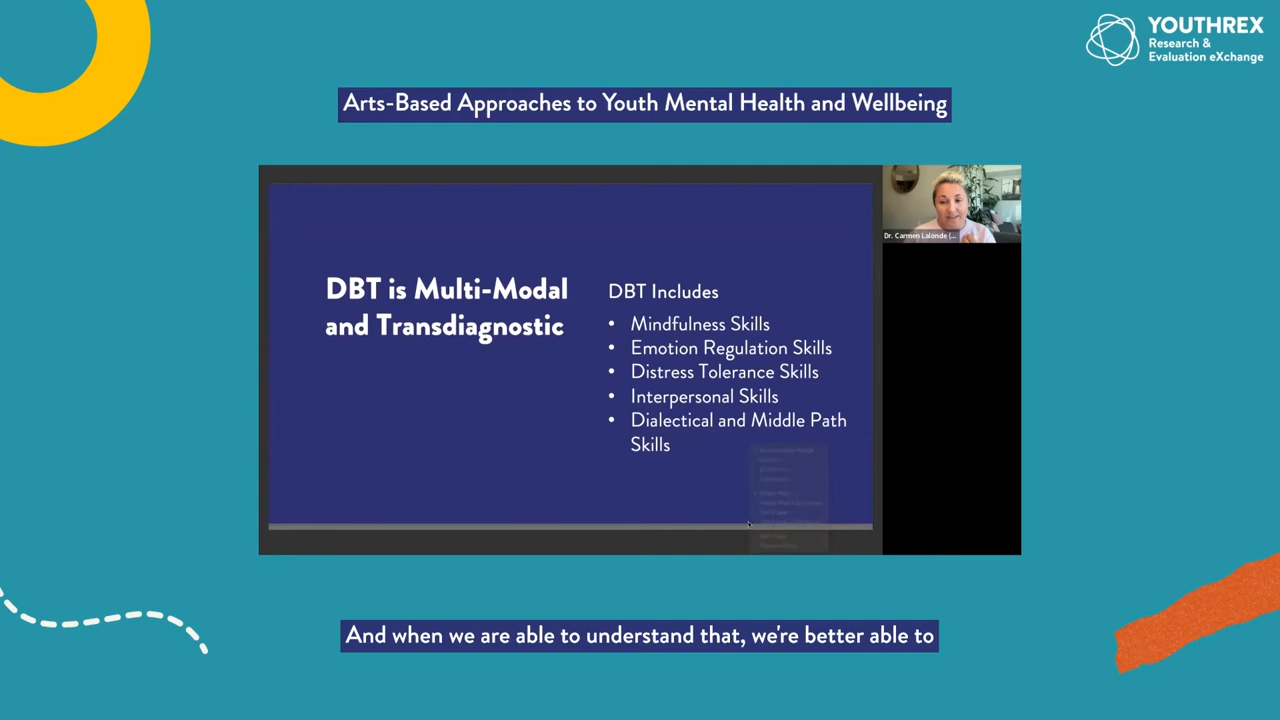 YOUTHREX
Research &
Evaluation eXchange
Arts-Based Approaches to Youth Mental Health and Wellbeing
DBT is Multi-Modal
and Transdiagnostic
DBT Includes
• Mindfulness Skills
• Emotion Regulation Skills
• Distress Tolerance Skills
• Interpersonal Skills
• Dialectical and Middle Path
Skills
Dr. Carmen Lalonde (...
And when we are able to understand that, we're better able to